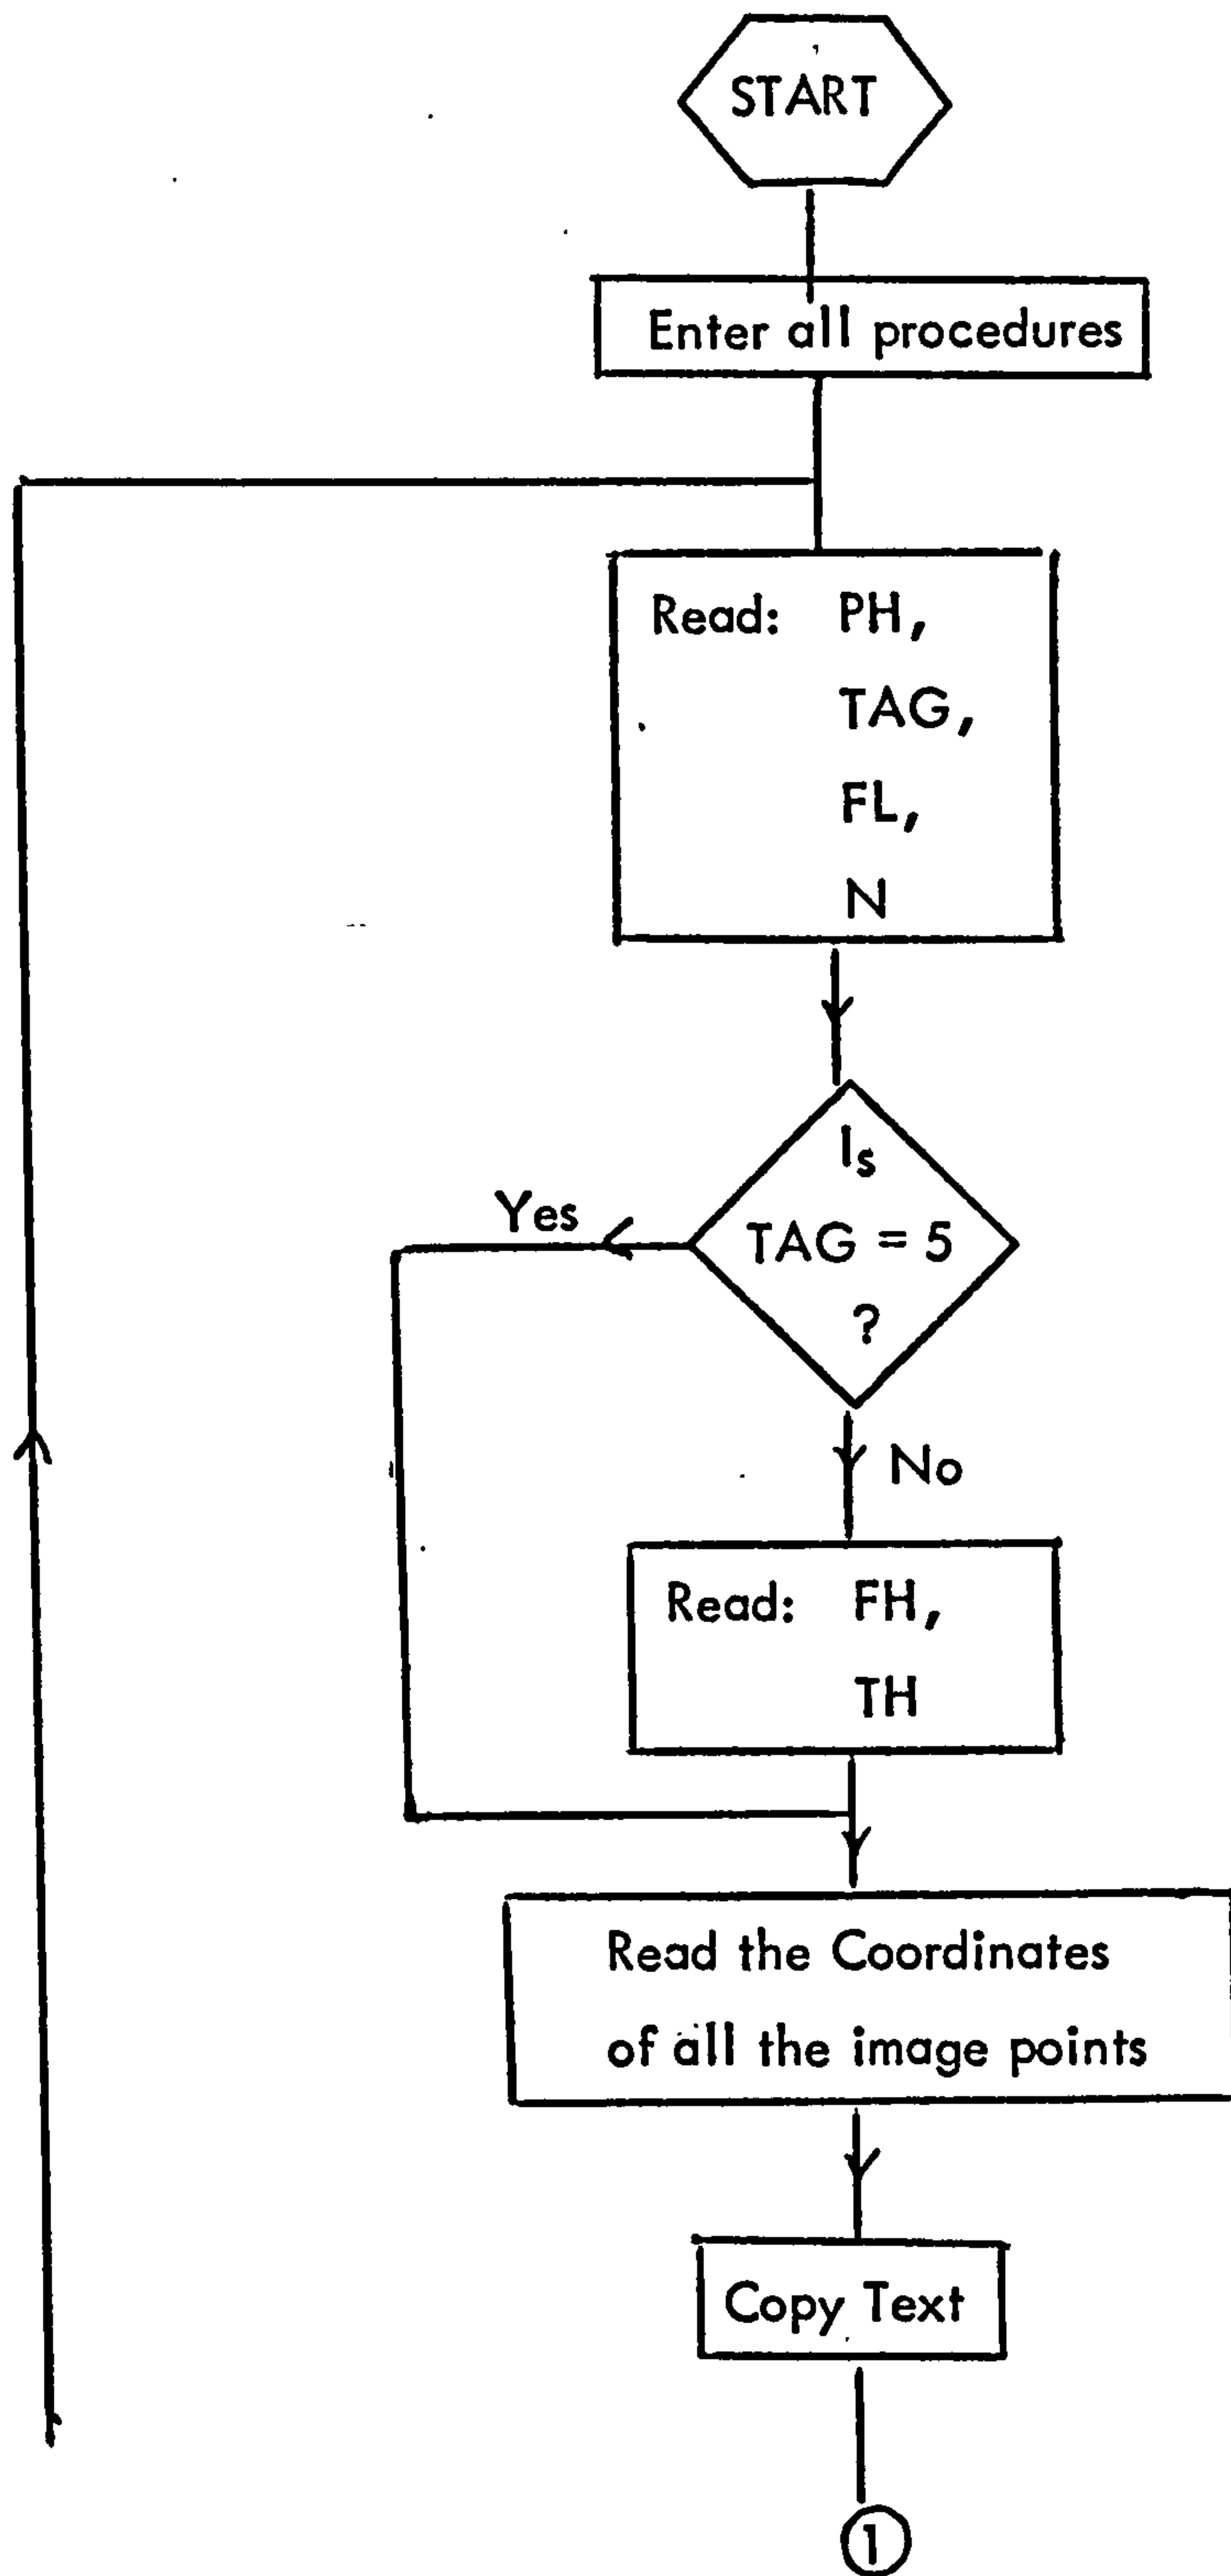 START
Enter all procedures
Read: PH,
TAG,
FL,
N
Is
TAG = 5
?
Yes
No
Read: FH,
TH
Read the Coordinates
of all the image points
Copy Text
1